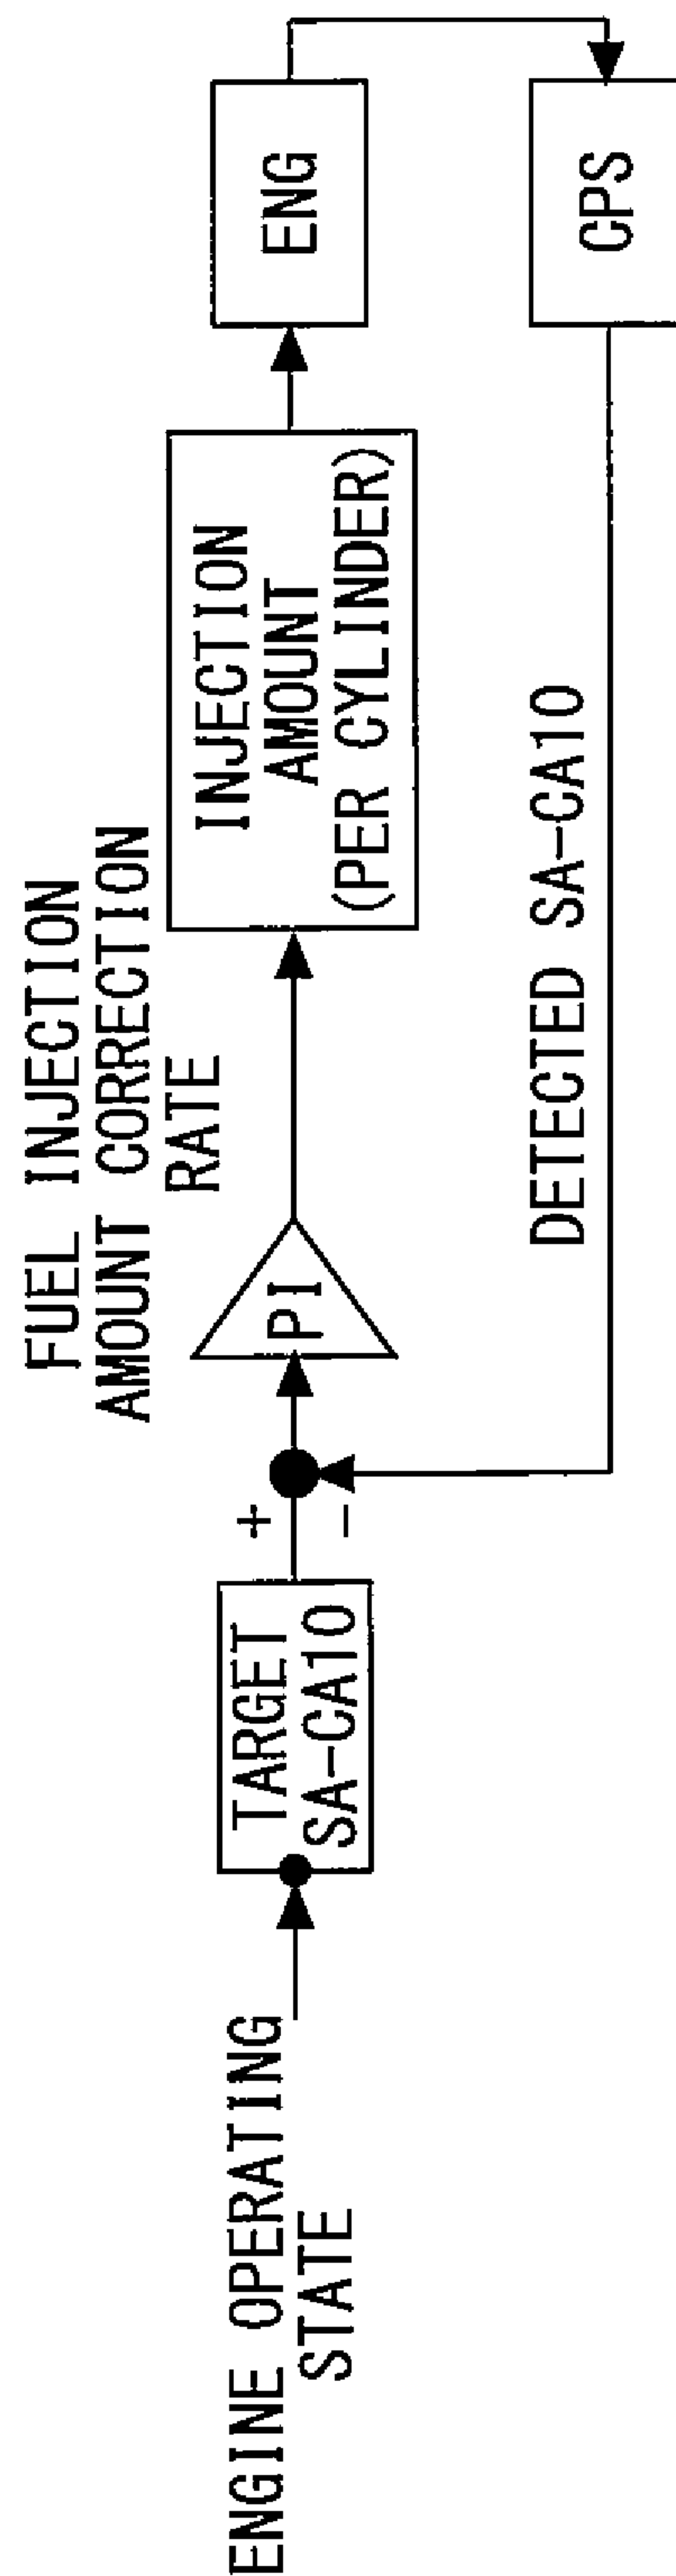 ENGINE OPERATING
STATE
TARGET
SA-CA10
+
-
PI
FUEL INJECTION
AMOUNT CORRECTION
RATE
INJECTION
AMOUNT
(PER CYLINDER)
ENG
CPS
DETECTED SA-CA10